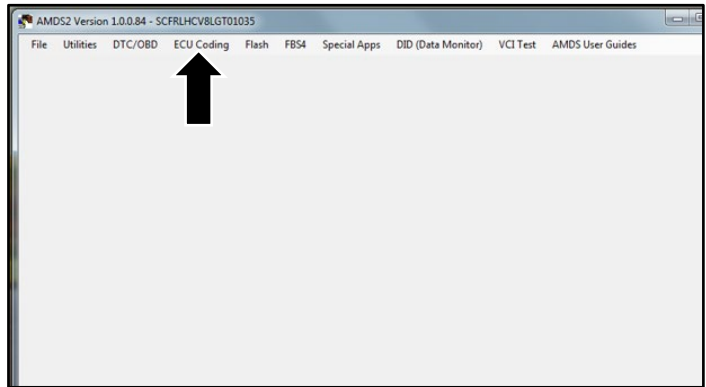 AMDS2 Version 1.0.0.84 - SCFRLHCV8LGT01035
File Utilities DTC/OBD ECU Coding Flash FBS4 Special Apps DID (Data Monitor) VCI Test AMDS User Guides